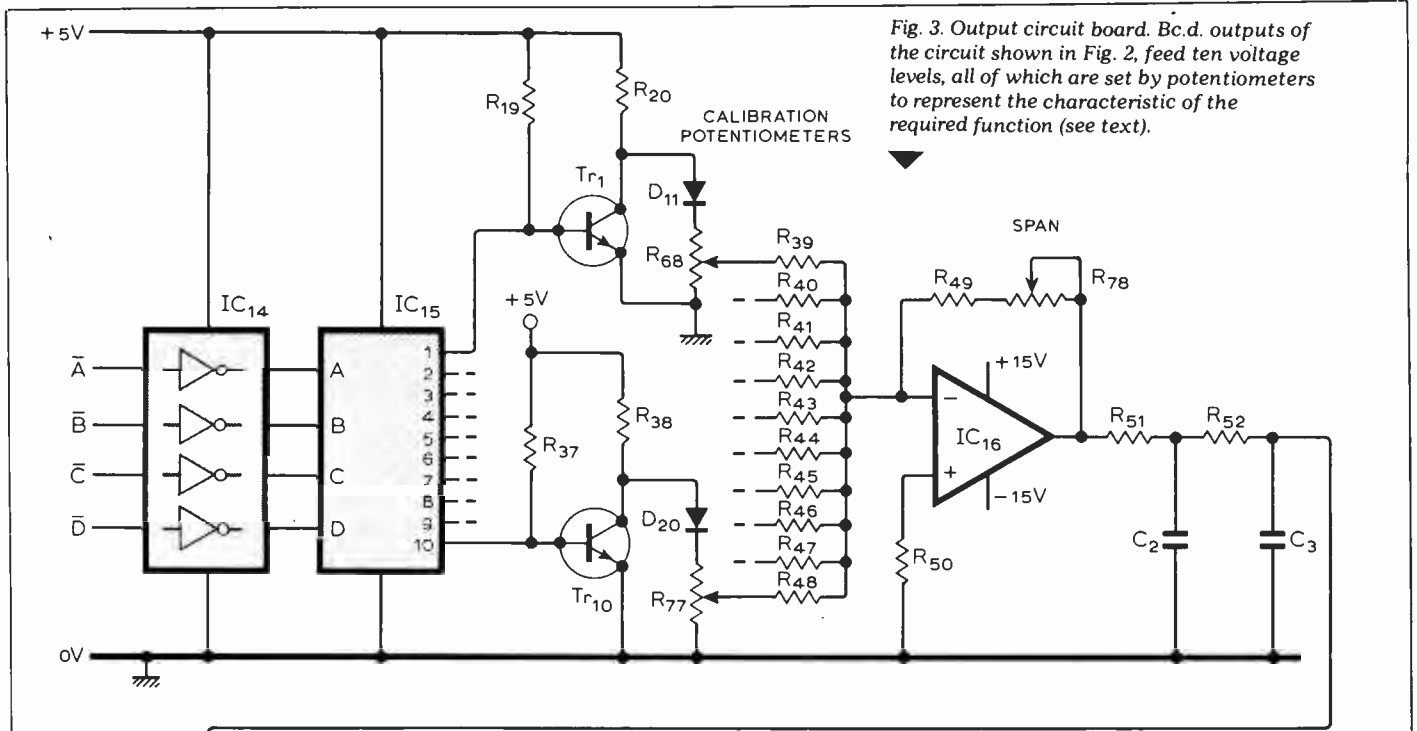 Fig. 3. Output circuit board. Bc.d. outputs of
the circuit shown in Fig. 2, feed ten voltage
levels, all of which are set by potentiometers
to represent the characteristic of the
required function (see text).
+5V
R19
R20
CALIBRATION
POTENTIOMETERS
Tr1
D11
R68
SPAN
R39
R40
R41
R42
R43
R44
R45
R46
R47
R48
R49
R78
IC14
IC15
+5V
Ā
B̄
C̄
D̄
A
B
C
D
1
2
3
4
5
6
7
8
9
10
R37
R38
Tr10
D20
R77
+15V
−
IC16
+
−15V
R50
R51
R52
C2
C3
0V